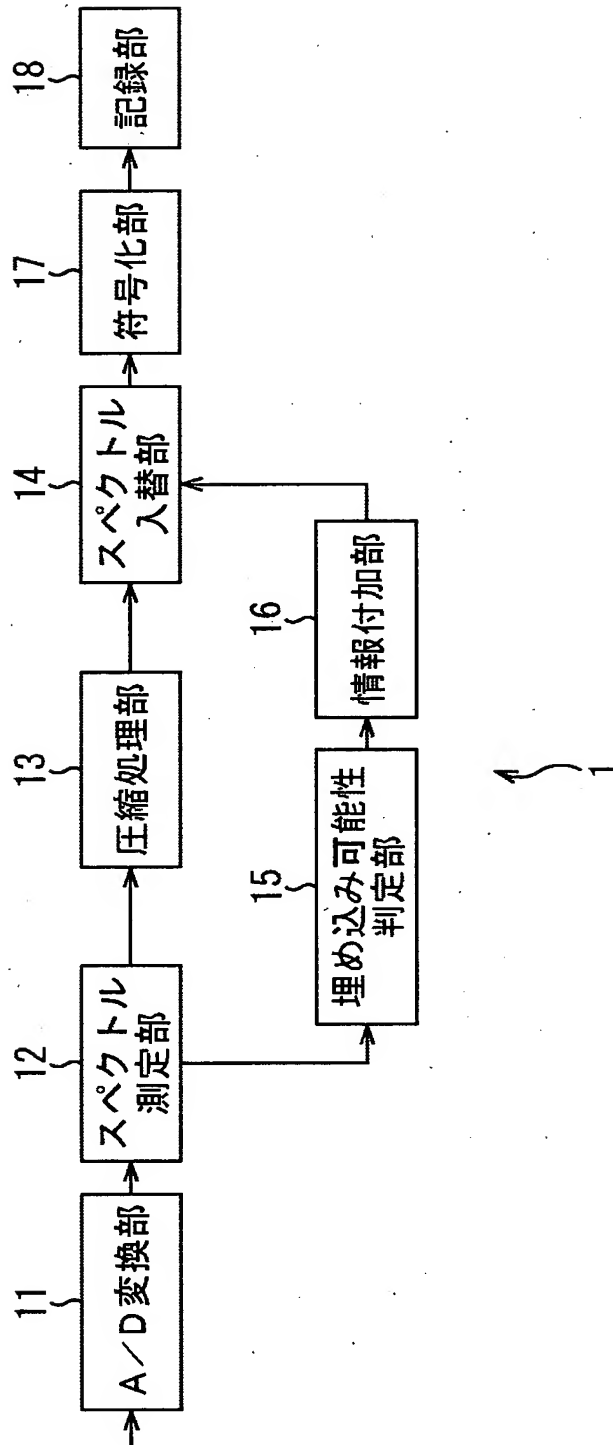 11
A/D変換部
12
スペクトル
測定部
13
圧縮処理部
14
スペクトル
入替部
17
符号化部
18
記録部
15
埋め込み可能性
判定部
16
情報付加部
1